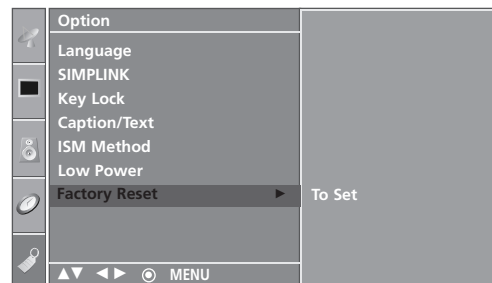 Option
Language
SIMPLINK
Key Lock
Caption/Text
ISM Method
Low Power
Factory Reset ► To Set
▲▼ ◄► ◉ MENU